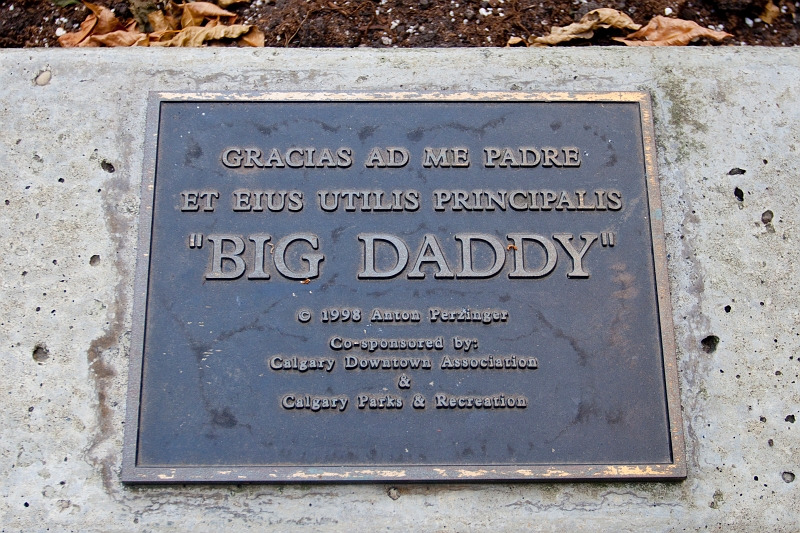 GRACIAS AD ME PADRE
ET EIUS UTILIS PRINCIPALIS
"BIG DADDY"
© 1998 Anton Perzinger
Co-sponsored by:
Calgary Downtown Association
&
Calgary Parks & Recreation